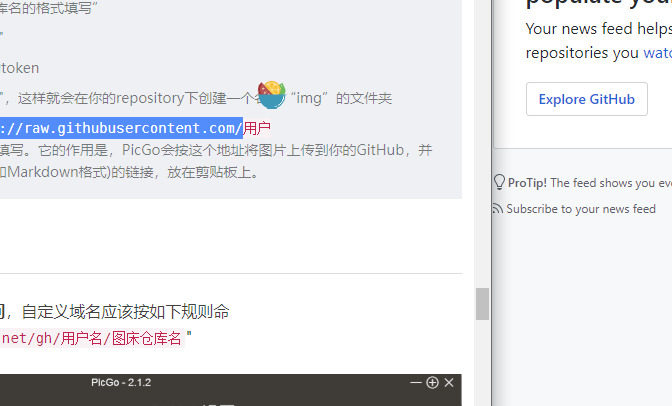 库名的格式填写”
"
token
"，这样就会在你的repository下创建一个名“img”的文件夹
://raw.githubusercontent.com/用户
填写。它的作用是，PicGo会按这个地址将图片上传到你的GitHub，并
Markdown格式)的链接，放在剪贴板上。
，自定义域名应该按如下规则命
net/gh/用户名/图床仓库名"
PicGo - 2.1.2
Your news feed helps
repositories you watc
Explore GitHub
ProTip! The feed shows you eve
Subscribe to your news feed